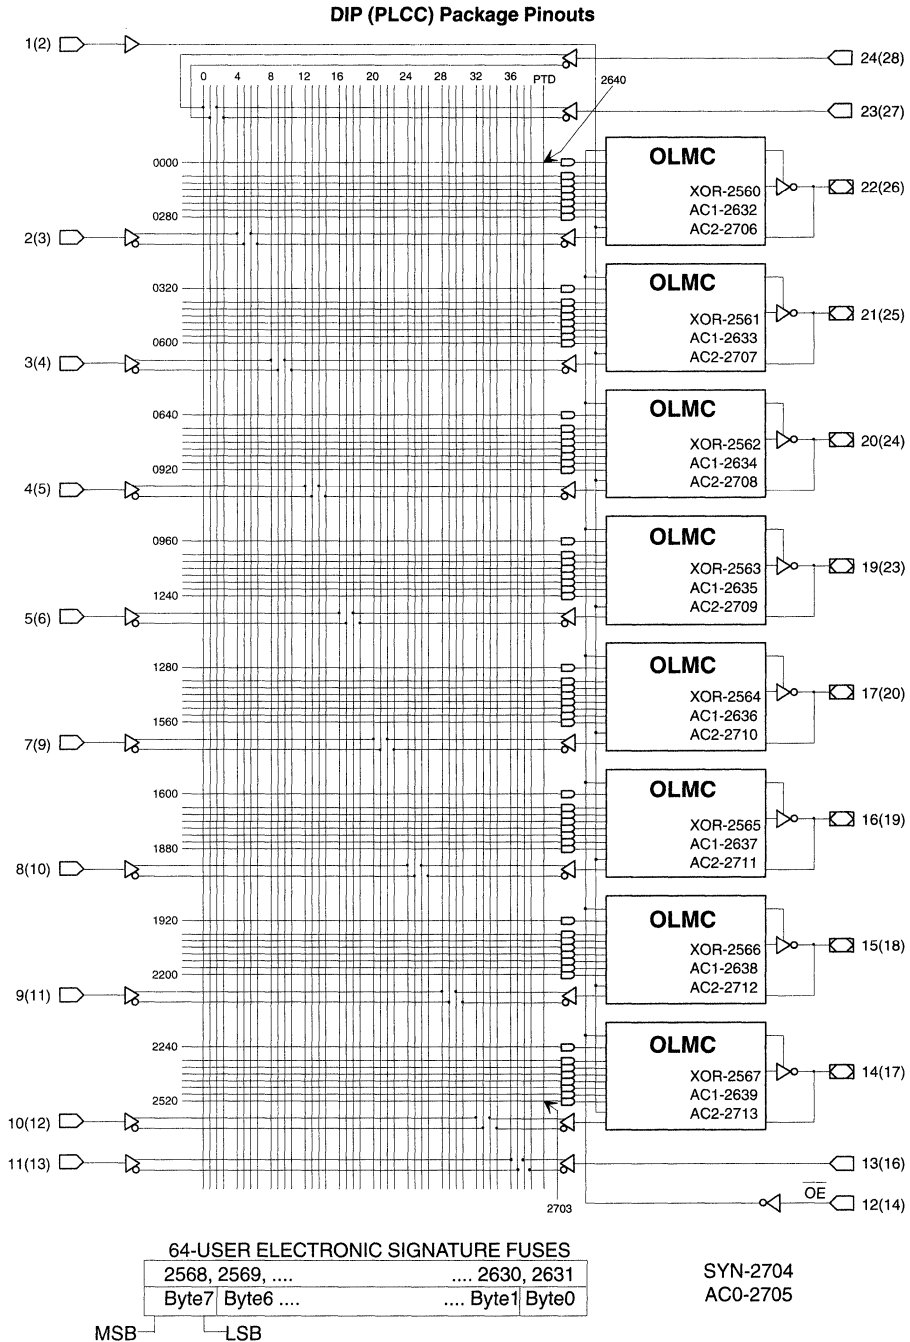 DIP (PLCC) Package Pinouts
1(2)
24(28)
0 4 8 12 16 20 24 28 32 36 PTD 2640
23(27)
0000
OLMC
XOR-2560
AC1-2632
AC2-2706
22(26)
0280
2(3)
0320
OLMC
XOR-2561
AC1-2633
AC2-2707
21(25)
0600
3(4)
0640
OLMC
XOR-2562
AC1-2634
AC2-2708
20(24)
0920
4(5)
0960
OLMC
XOR-2563
AC1-2635
AC2-2709
19(23)
1240
5(6)
1280
OLMC
XOR-2564
AC1-2636
AC2-2710
17(20)
1560
7(9)
1600
OLMC
XOR-2565
AC1-2637
AC2-2711
16(19)
1880
8(10)
1920
OLMC
XOR-2566
AC1-2638
AC2-2712
15(18)
2200
9(11)
2240
OLMC
XOR-2567
AC1-2639
AC2-2713
14(17)
2520
10(12)
11(13)
13(16)
OE
12(14)
2703
64-USER ELECTRONIC SIGNATURE FUSES
2568, 2569, .... .... 2630, 2631
Byte7 Byte6 .... .... Byte1 Byte0
MSB LSB
SYN-2704
AC0-2705